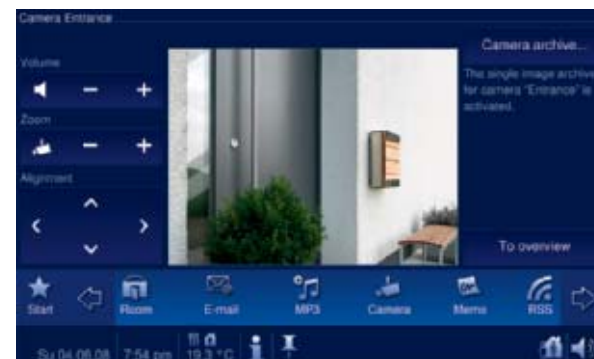 Camera Entrance
Camera archive...
Volume
The single image archive
for camera "Entrance" is
activated.
Zoom
Alignment
To overview
Start
Room
E-mail
MP3
Camera
Memo
RSS
Su 04.06.08
7:54 pm
19.3 °C